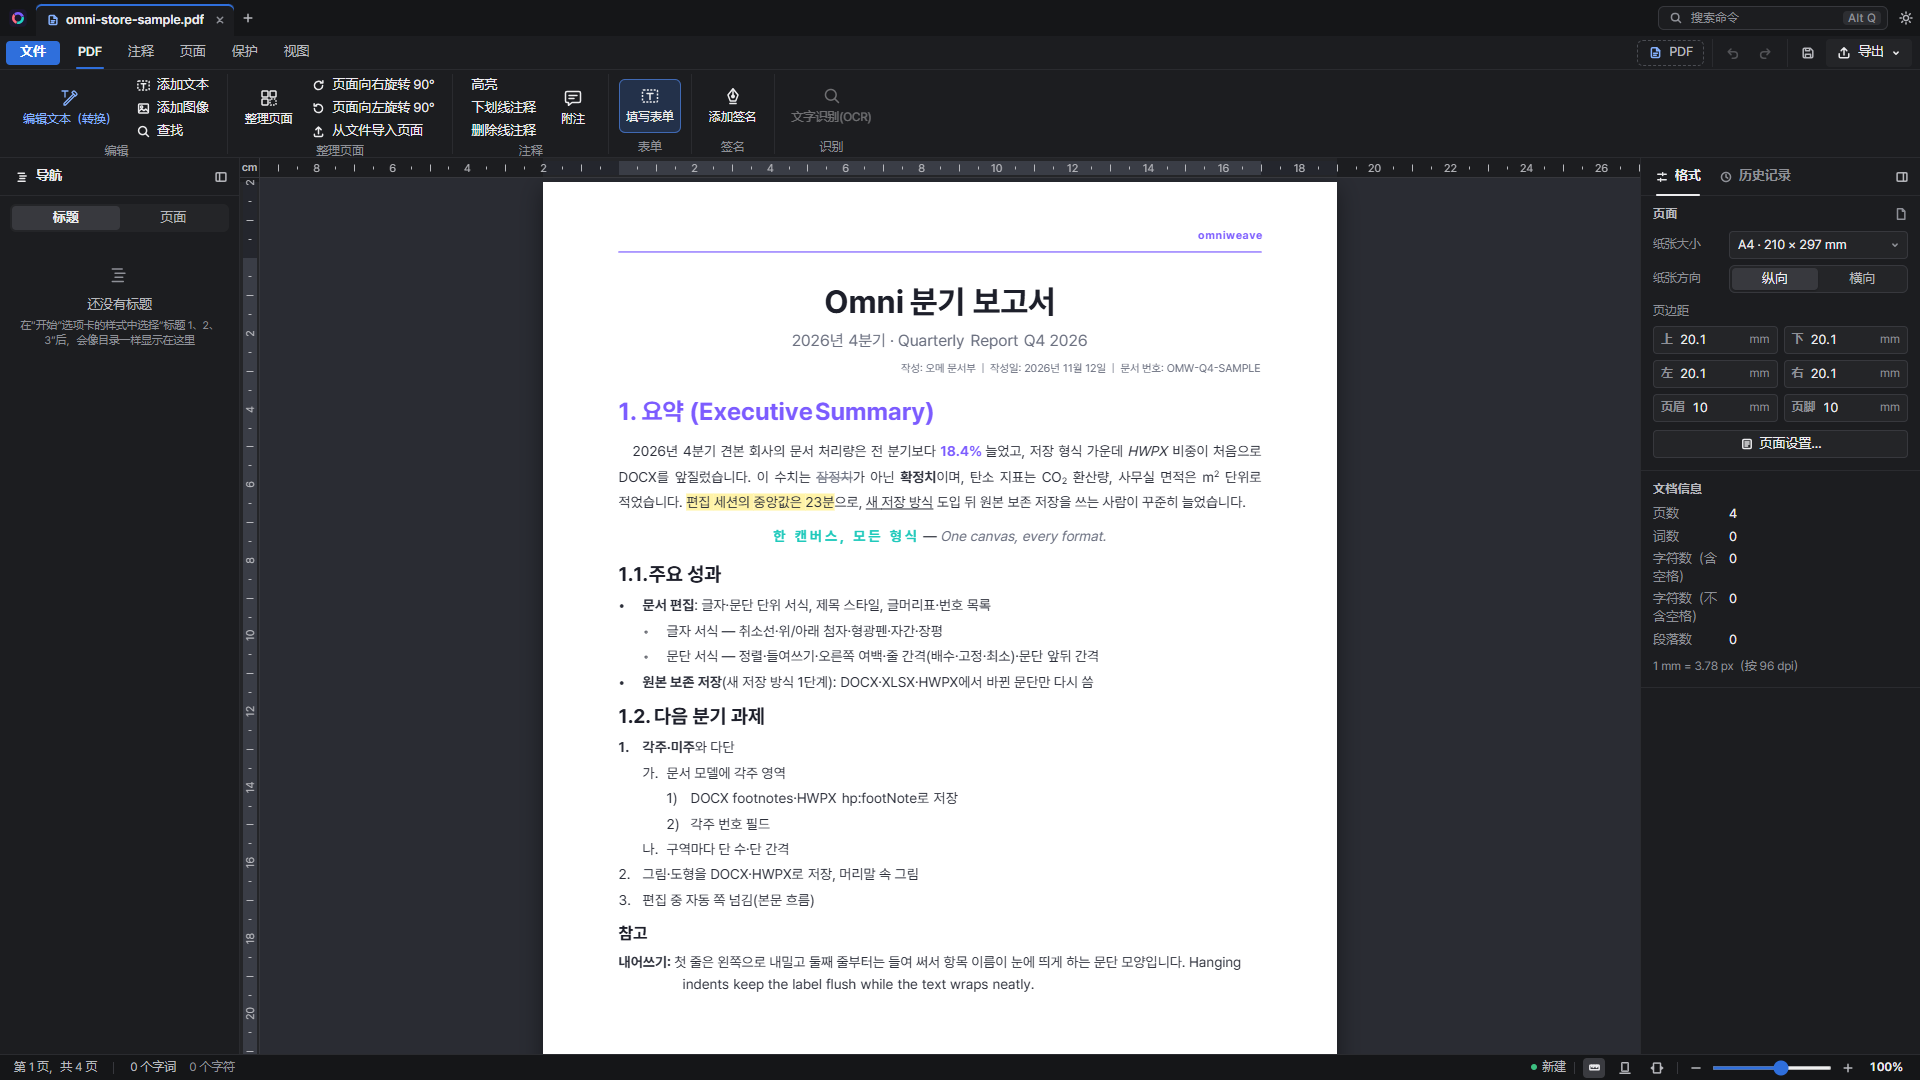 omni-store-sample.pdf
搜索命令 Alt Q
文件 PDF 注释 页面 保护 视图
PDF 导出
编辑文本（转换）
添加文本
添加图像
查找
编辑
整理页面
页面向右旋转 90°
页面向左旋转 90°
从文件导入页面
整理页面
高亮
下划线注释
删除线注释
附注
注释
填写表单
表单
添加签名
签名
文字识别(OCR)
识别
导航
标题 页面
还没有标题
在"开始"选项卡的样式中选择"标题 1、2、
3"后，会像目录一样显示在这里
cm 8 6 4 2 2 4 6 8 10 12 14 16 18 20 22 24 26
2 2 4 6 8 10 12 14 16 18 20
omniweave
Omni 분기 보고서
2026년 4분기 · Quarterly Report Q4 2026
작성: 오메 문서부 | 작성일: 2026년 11월 12일 | 문서 번호: OMW-Q4-SAMPLE
1. 요약 (Executive Summary)
2026년 4분기 견본 회사의 문서 처리량은 전 분기보다 18.4% 늘었고, 저장 형식 가운데 HWPX 비중이 처음으로
DOCX를 앞질렀습니다. 이 수치는 잠정치가 아닌 확정치이며, 탄소 지표는 CO₂ 환산량, 사무실 면적은 m² 단위로
적었습니다. 편집 세션의 중앙값은 23분으로, 새 저장 방식 도입 뒤 원본 보존 저장을 쓰는 사람이 꾸준히 늘었습니다.
한 캔버스, 모든 형식 — One canvas, every format.
1.1.주요 성과
• 문서 편집: 글자·문단 단위 서식, 제목 스타일, 글머리표·번호 목록
• 글자 서식 — 취소선·위/아래 첨자·형광펜·자간·장평
• 문단 서식 — 정렬·들여쓰기·오른쪽 여백·줄 간격(배수·고정·최소)·문단 앞뒤 간격
• 원본 보존 저장(새 저장 방식 1단계): DOCX·XLSX·HWPX에서 바뀐 문단만 다시 씀
1.2. 다음 분기 과제
1. 각주·미주와 다단
가. 문서 모델에 각주 영역
1) DOCX footnotes·HWPX hp:footNote로 저장
2) 각주 번호 필드
나. 구역마다 단 수·단 간격
2. 그림·도형을 DOCX·HWPX로 저장, 머리말 속 그림
3. 편집 중 자동 쪽 넘김(본문 흐름)
참고
내어쓰기: 첫 줄은 왼쪽으로 내밀고 둘째 줄부터는 들여 써서 항목 이름이 눈에 띄게 하는 문단 모양입니다. Hanging
indents keep the label flush while the text wraps neatly.
格式 历史记录
页面
纸张大小 A4 · 210 × 297 mm
纸张方向 纵向 横向
页边距
上 20.1 mm 下 20.1 mm
左 20.1 mm 右 20.1 mm
页眉 10 mm 页脚 10 mm
页面设置...
文档信息
页数 4
词数 0
字符数（含
空格) 0
字符数（不
含空格) 0
段落数 0
1 mm = 3.78 px（按 96 dpi)
第 1 页，共 4 页 0 个字词 0 个字符
新建 100%